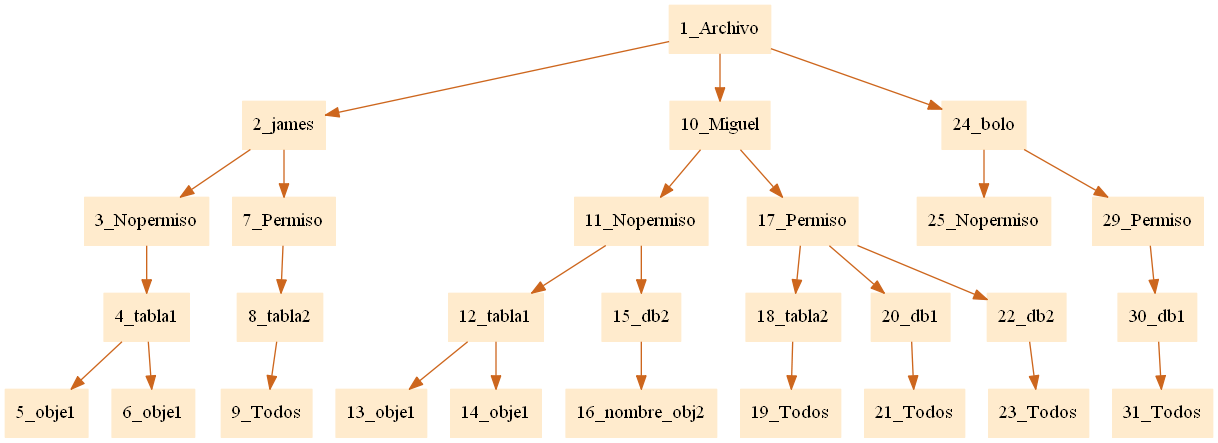 1_Archivo
2_james
10_Miguel
24_bolo
3_Nopermiso
7_Permiso
11_Nopermiso
17_Permiso
25_Nopermiso
29_Permiso
4_tabla1
8_tabla2
12_tabla1
15_db2
18_tabla2
20_db1
22_db2
30_db1
5_obje1
6_obje1
9_Todos
13_obje1
14_obje1
16_nombre_obj2
19_Todos
21_Todos
23_Todos
31_Todos